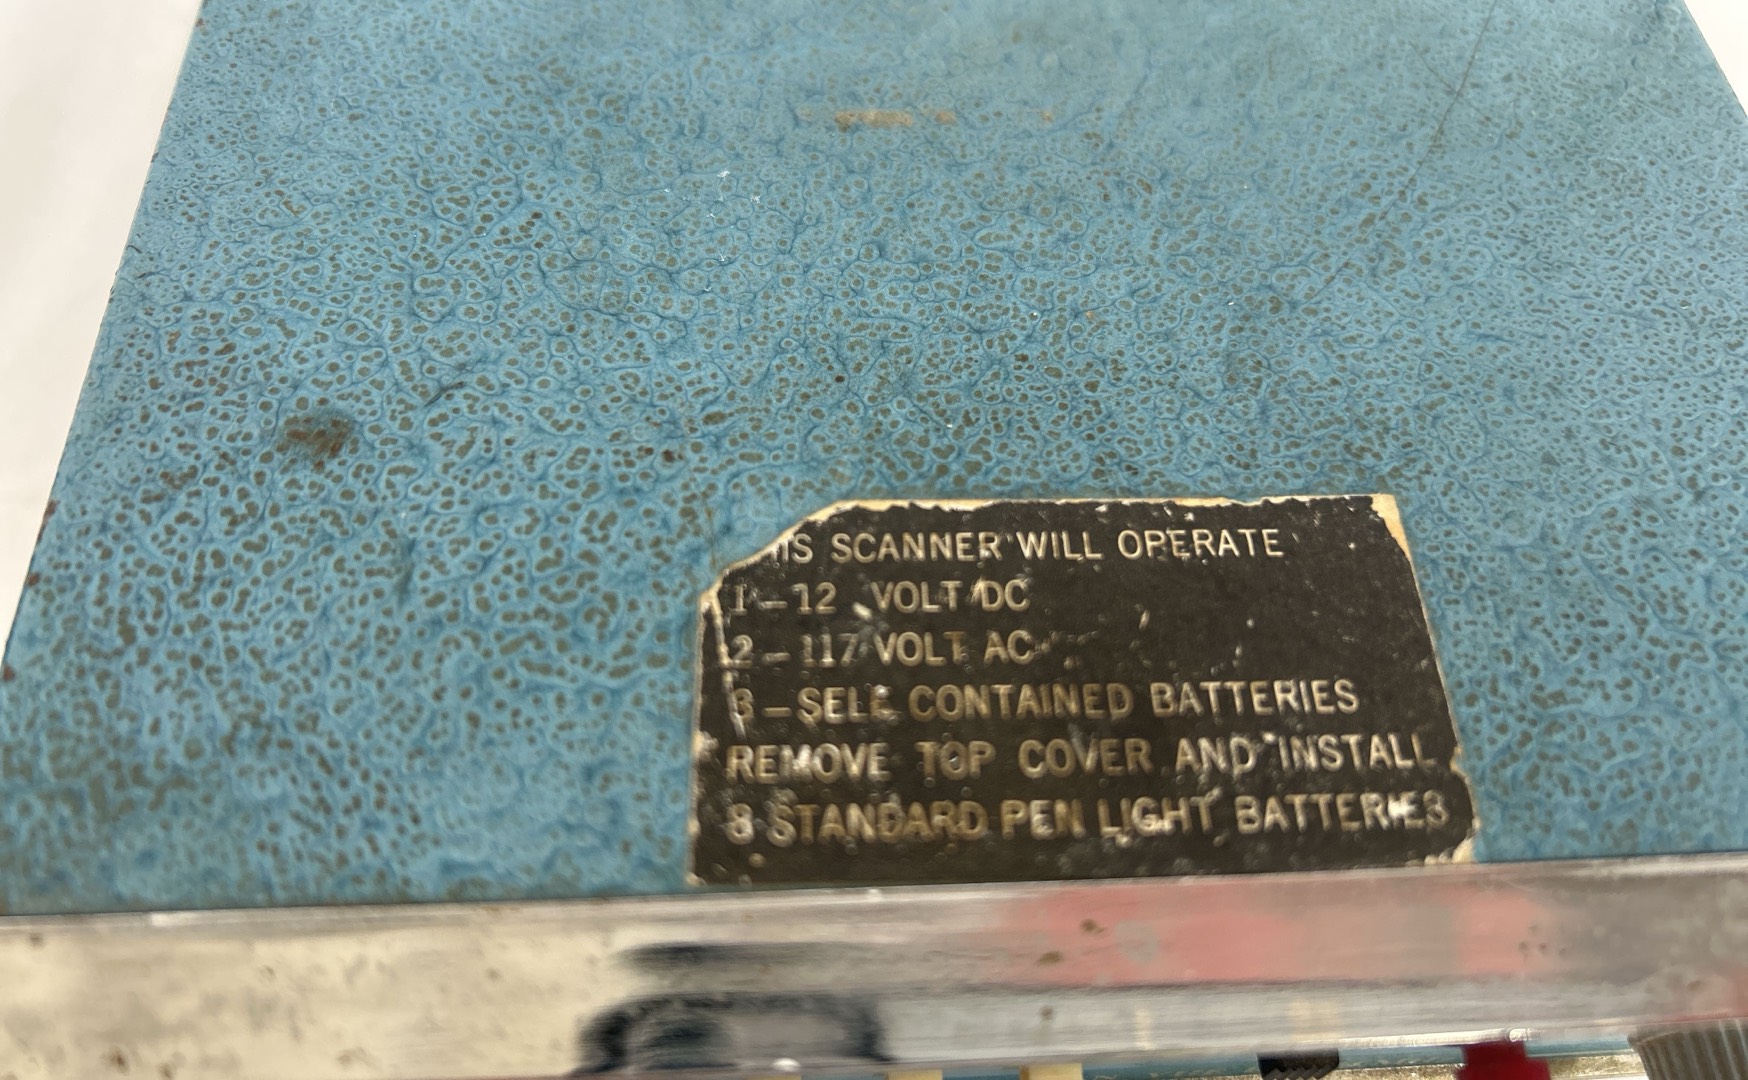 IS SCANNER WILL OPERATE
1 - 12 VOLT DC
2 - 117 VOLT AC
3 - SELF CONTAINED BATTERIES
REMOVE TOP COVER AND INSTALL
8 STANDARD PEN LIGHT BATTERIES